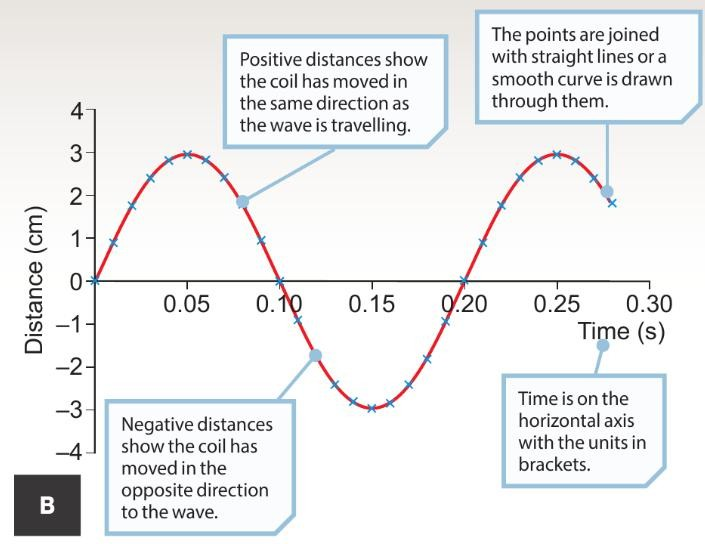 Positive distances show
the coil has moved in
the same direction as
the wave is travelling.
The points are joined
with straight lines or a
smooth curve is drawn
through them.
4
3
2
1
0
–1
–2
–3
–4
Distance (cm)
0.05
0.10
0.15
0.20
0.25
0.30
Time (s)
Negative distances
show the coil has
moved in the
opposite direction
to the wave.
Time is on the
horizontal axis
with the units in
brackets.
B